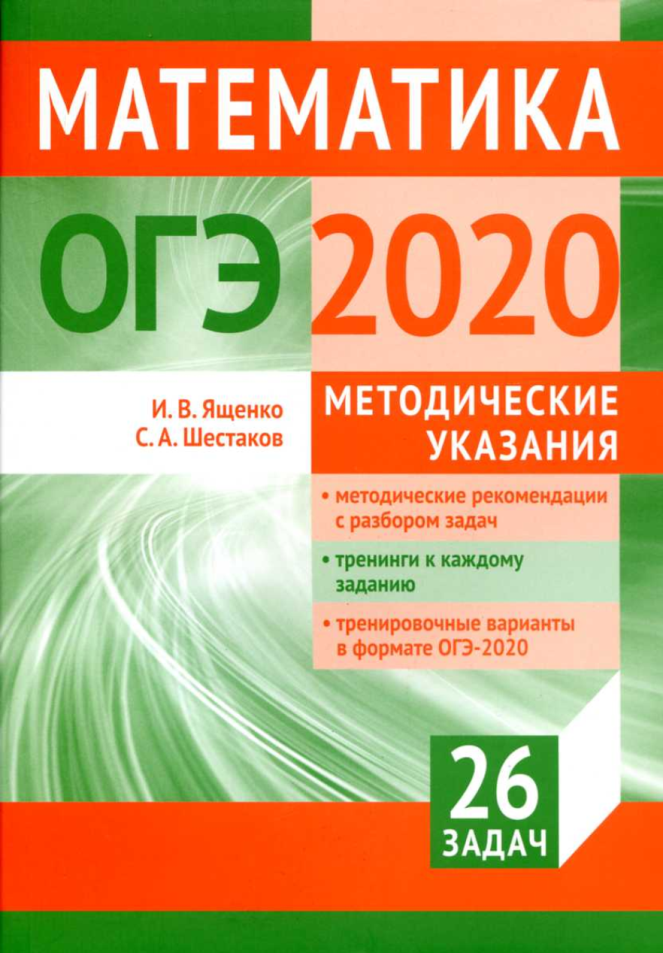 МАТЕМАТИКА
ОГЭ 2020
И. В. Ященко
С. А. Шестаков
МЕТОДИЧЕСКИЕ
УКАЗАНИЯ
• методические рекомендации
с разбором задач
• тренинги к каждому
заданию
• тренировочные варианты
в формате ОГЭ-2020
26
ЗАДАЧ